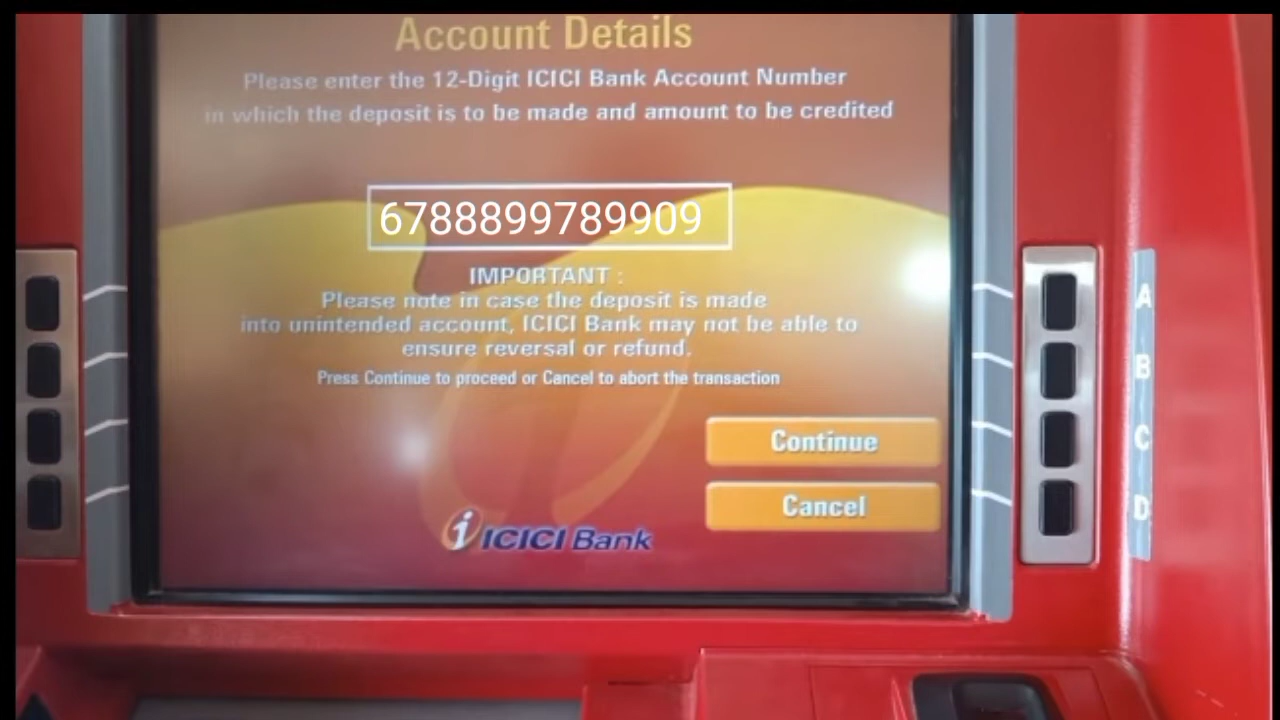 Account Details
Please enter the 12-Digit ICICI Bank Account Number
in which the deposit is to be made and amount to be credited
6788899789909
IMPORTANT :
Please note in case the deposit is made
into unintended account, ICICI Bank may not be able to
ensure reversal or refund.
Press Continue to proceed or Cancel to abort the transaction
Continue
Cancel
i ICICI Bank
A
B
C
D